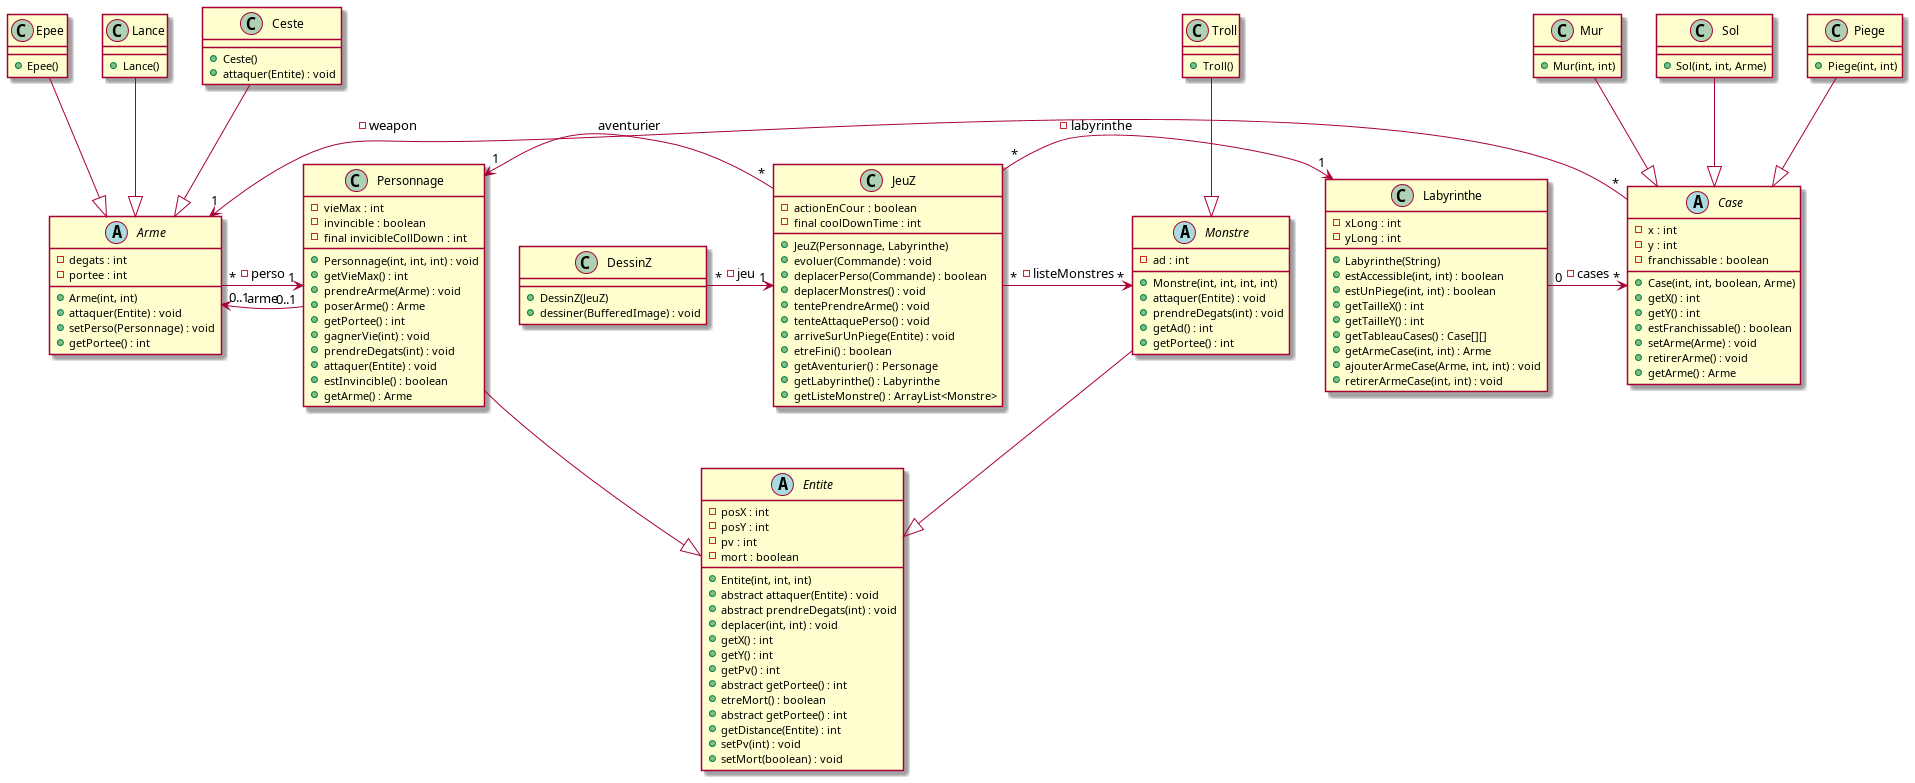 C Epee
Epee()
C Lance
Lance()
C Ceste
Ceste()
attaquer(Entite) : void
C Troll
Troll()
C Mur
Mur(int, int)
C Sol
Sol(int, int, Arme)
C Piege
Piege(int, int)
weapon
aventurier
labyrinthe
1
*
*
1
*
1
A Arme
degats : int
portee : int
Arme(int, int)
attaquer(Entite) : void
setPerso(Personnage) : void
getPortee() : int
* perso 1
0..1 arme 0..1
C Personnage
vieMax : int
invincible : boolean
final invicibleCollDown : int
Personnage(int, int, int) : void
getVieMax() : int
prendreArme(Arme) : void
poserArme() : Arme
getPortee() : int
gagnerVie(int) : void
prendreDegats(int) : void
attaquer(Entite) : void
estInvincible() : boolean
getArme() : Arme
C DessinZ
DessinZ(JeuZ)
dessiner(BufferedImage) : void
* jeu 1
C JeuZ
actionEnCour : boolean
final coolDownTime : int
JeuZ(Personnage, Labyrinthe)
evoluer(Commande) : void
deplacerPerso(Commande) : boolean
deplacerMonstres() : void
tentePrendreArme() : void
tenteAttaquePerso() : void
arriveSurUnPiege(Entite) : void
etreFini() : boolean
getAventurier() : Personage
getLabyrinthe() : Labyrinthe
getListeMonstre() : ArrayList<Monstre>
* listeMonstres *
A Monstre
ad : int
Monstre(int, int, int, int)
attaquer(Entite) : void
prendreDegats(int) : void
getAd() : int
getPortee() : int
C Labyrinthe
xLong : int
yLong : int
Labyrinthe(String)
estAccessible(int, int) : boolean
estUnPiege(int, int) : boolean
getTailleX() : int
getTailleY() : int
getTableauCases() : Case[][]
getArmeCase(int, int) : Arme
ajouterArmeCase(Arme, int, int) : void
retirerArmeCase(int, int) : void
0 cases *
A Case
x : int
y : int
franchissable : boolean
Case(int, int, boolean, Arme)
getX() : int
getY() : int
estFranchissable() : boolean
setArme(Arme) : void
retirerArme() : void
getArme() : Arme
A Entite
posX : int
posY : int
pv : int
mort : boolean
Entite(int, int, int)
abstract attaquer(Entite) : void
abstract prendreDegats(int) : void
deplacer(int, int) : void
getX() : int
getY() : int
getPv() : int
abstract getPortee() : int
etreMort() : boolean
abstract getPortee() : int
getDistance(Entite) : int
setPv(int) : void
setMort(boolean) : void